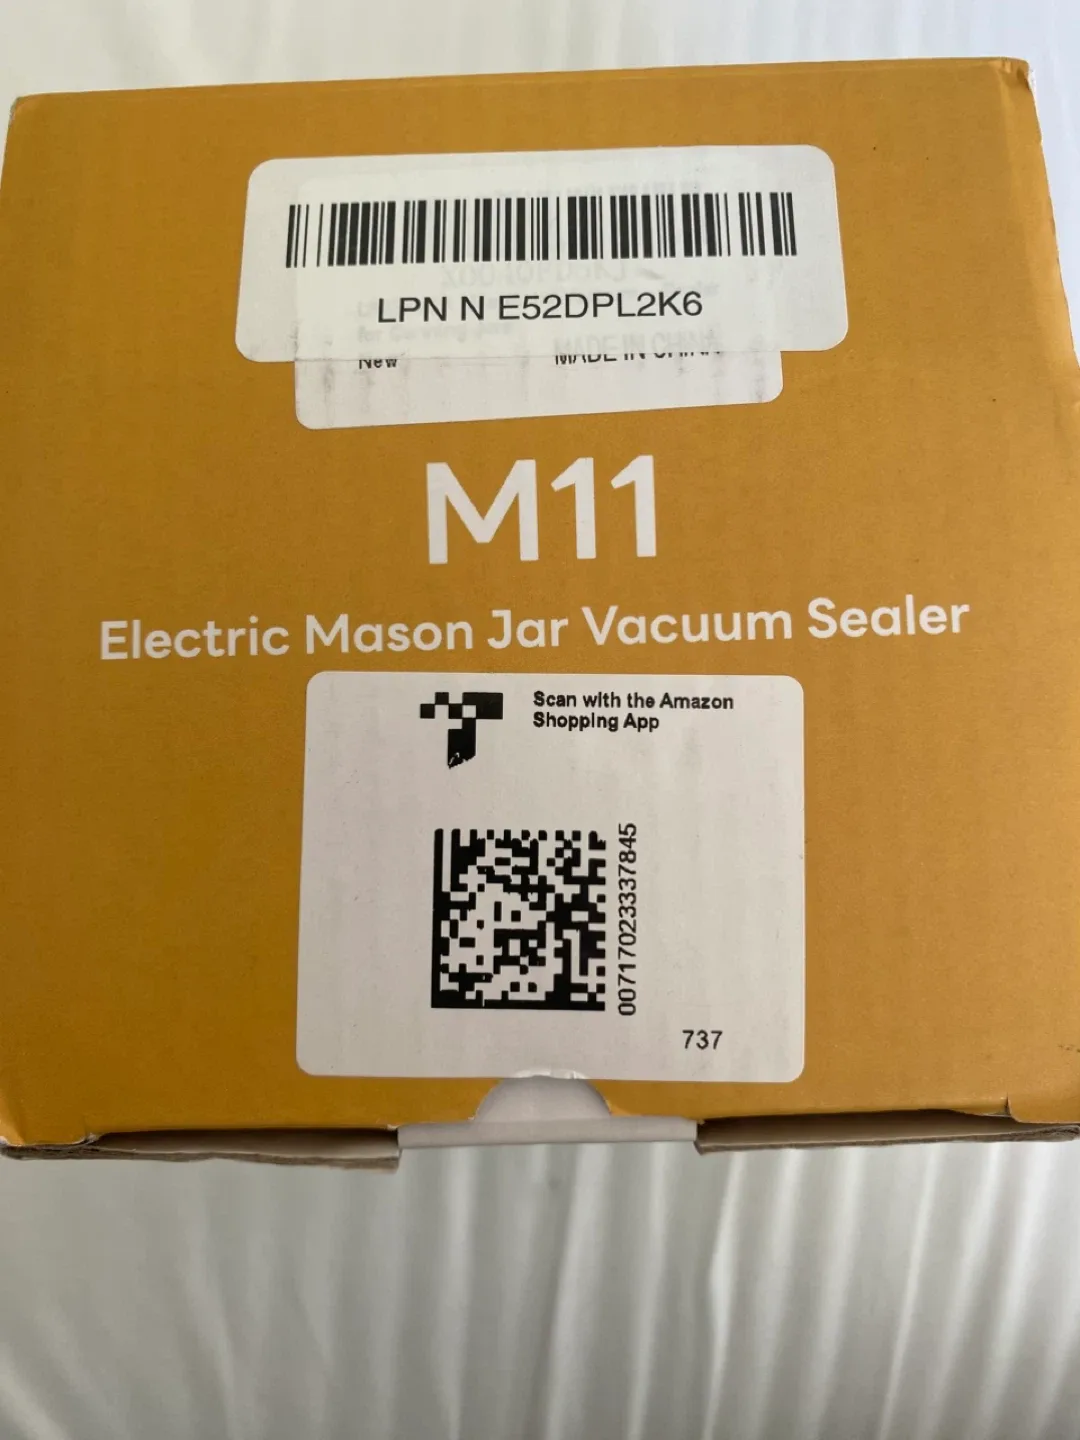 LPN N E52DPL2K6
New MADE IN CHINA
M11
Electric Mason Jar Vacuum Sealer
Scan with the Amazon
Shopping App
00717023337845
737